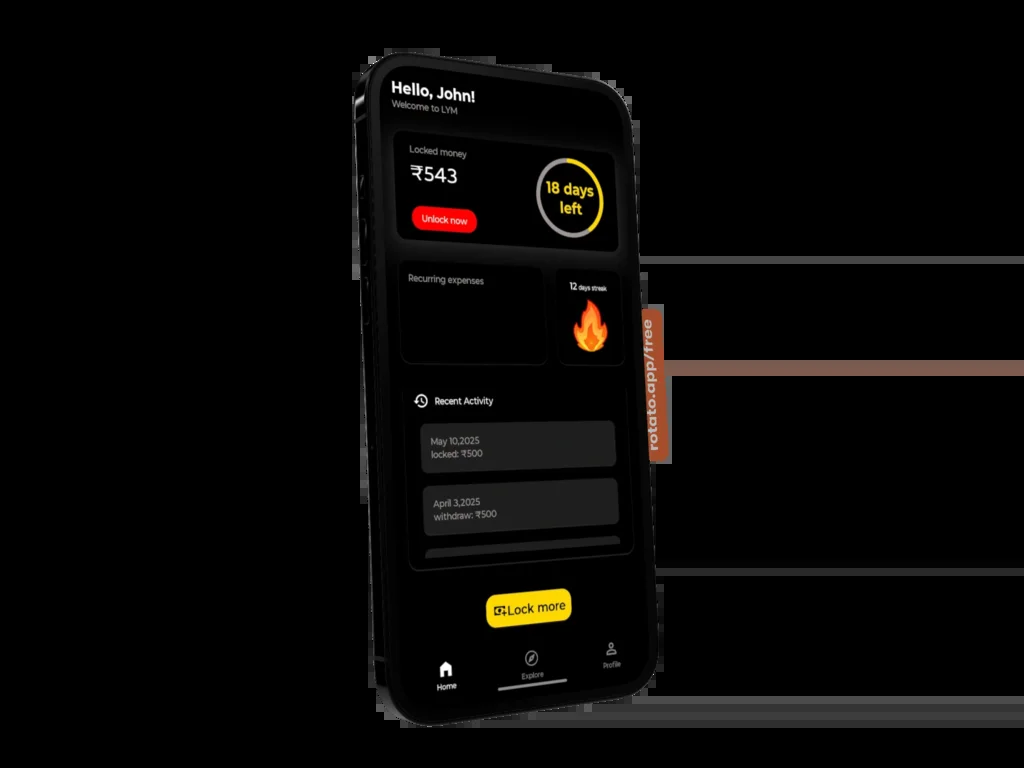 Hello, John!
Welcome to LYM
Locked money
₹543
18 days
left
Unlock now
Recurring expenses
12 days streak
Recent Activity
May 10,2025
locked: ₹500
April 3,2025
withdraw: ₹500
Lock more
Home
Explore
Profile
rotato.app/free